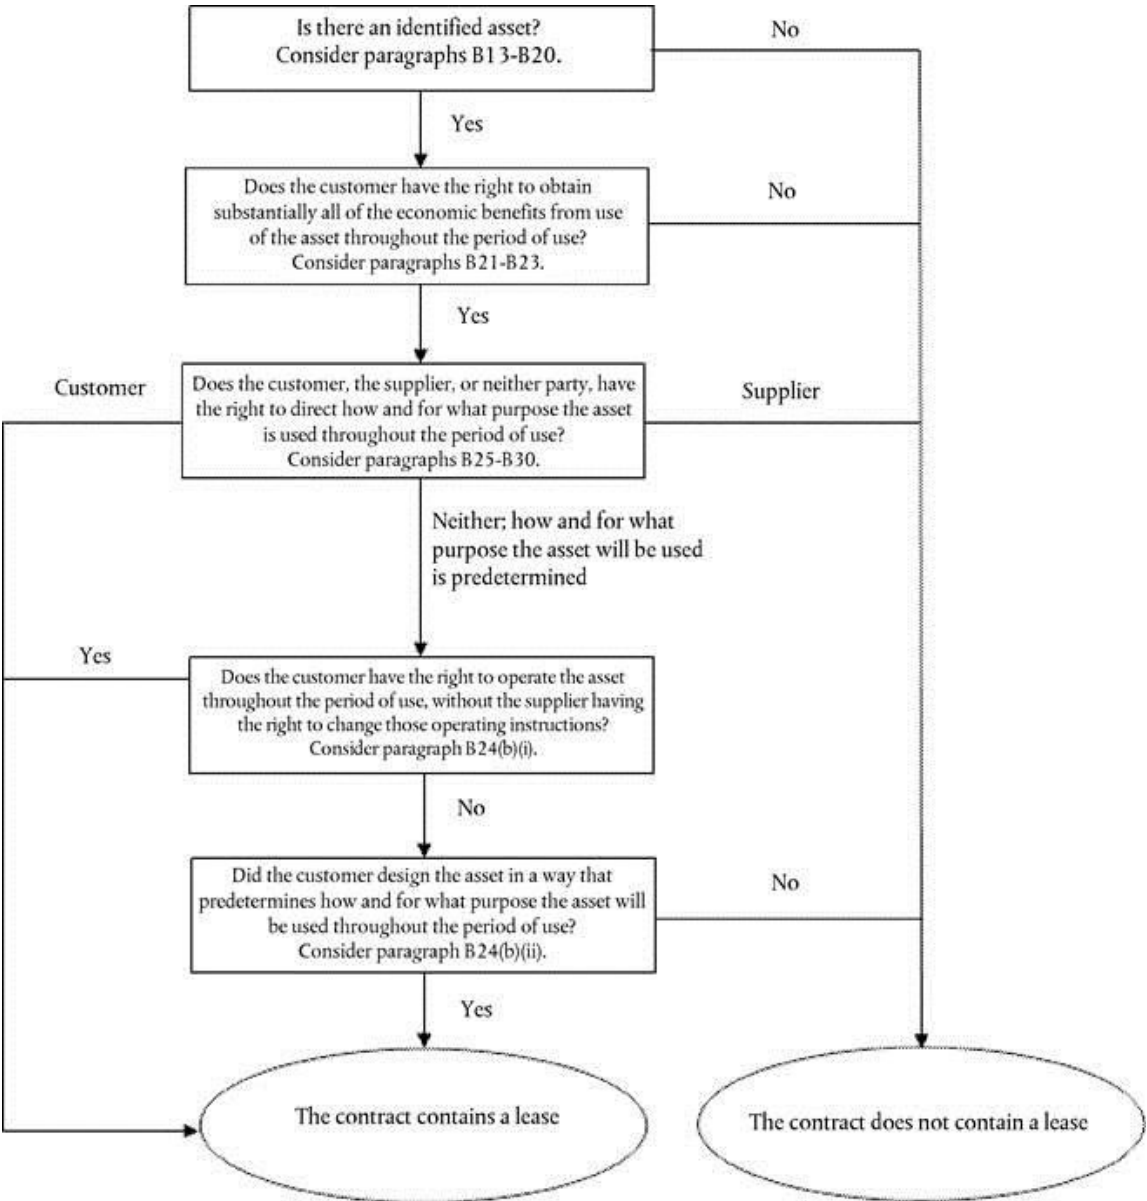 Is there an identified asset?
Consider paragraphs B13-B20.
No
Yes
Does the customer have the right to obtain
substantially all of the economic benefits from use
of the asset throughout the period of use?
Consider paragraphs B21-B23.
No
Yes
Customer
Does the customer, the supplier, or neither party, have
the right to direct how and for what purpose the asset
is used throughout the period of use?
Consider paragraphs B25-B30.
Supplier
Neither; how and for what
purpose the asset will be used
is predetermined
Yes
Does the customer have the right to operate the asset
throughout the period of use, without the supplier having
the right to change those operating instructions?
Consider paragraph B24(b)(i).
No
Did the customer design the asset in a way that
predetermines how and for what purpose the asset will
be used throughout the period of use?
Consider paragraph B24(b)(ii).
No
Yes
The contract contains a lease
The contract does not contain a lease